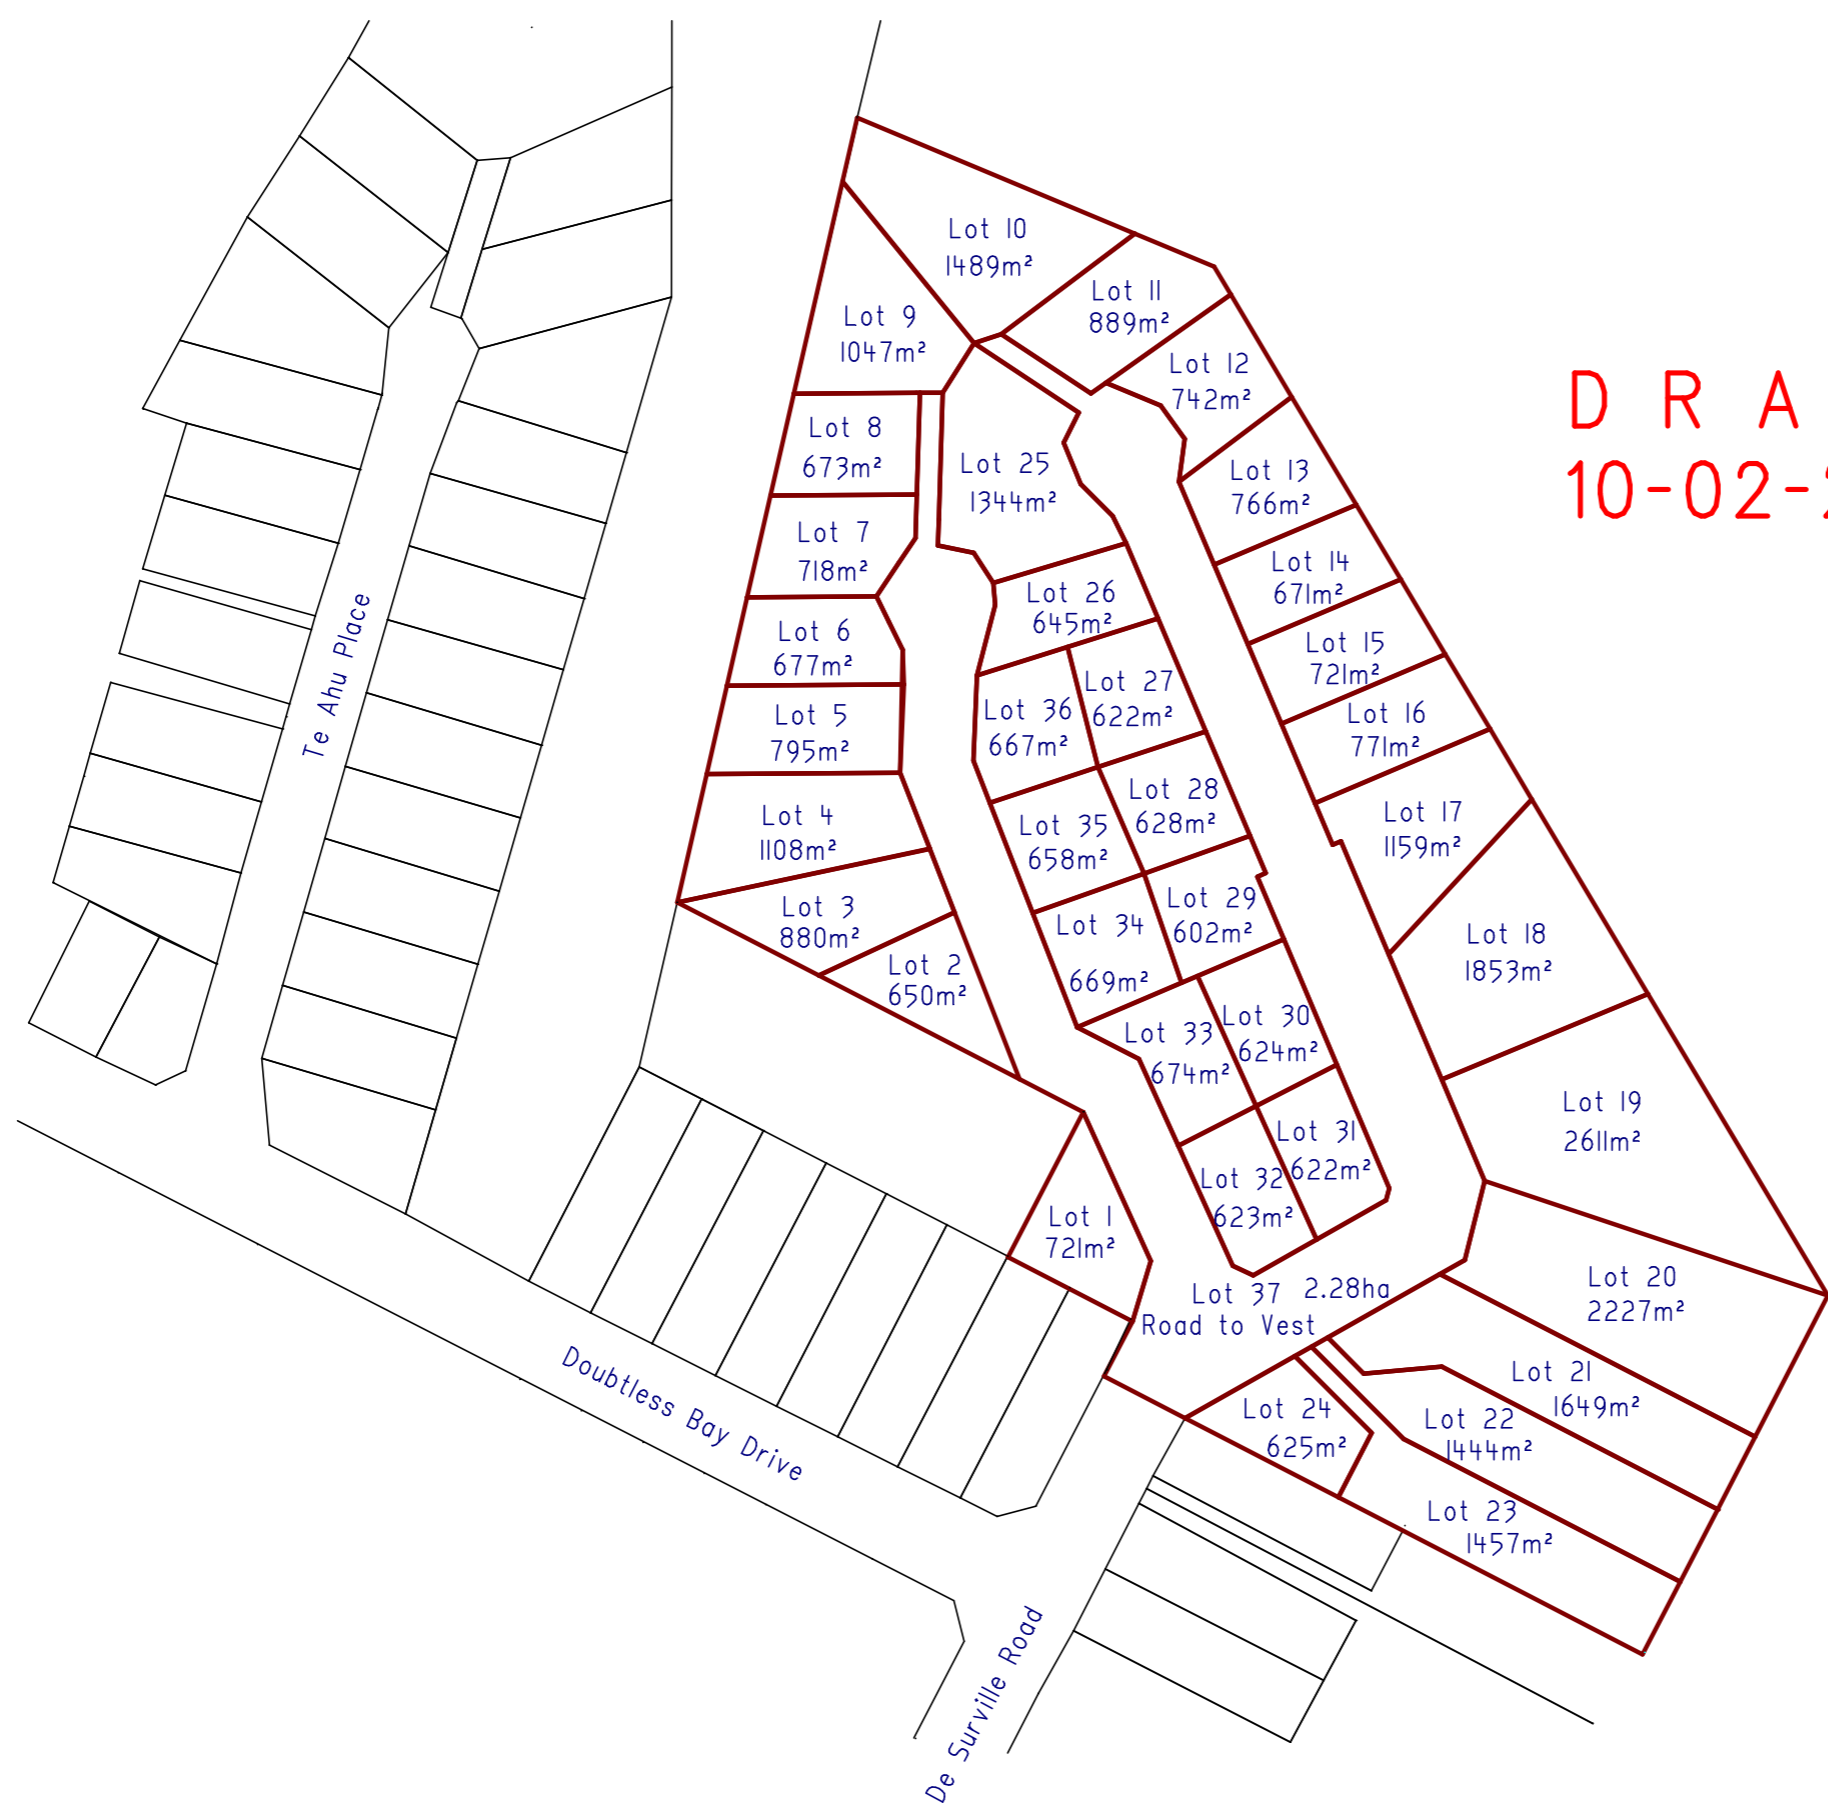 Lot 10
1489m²
Lot 11
889m²
Lot 9
1047m²
Lot 12
742m²
D R A
10-02-
Lot 8
673m²
Lot 25
1344m²
Lot 13
766m²
Lot 7
718m²
Lot 14
671m²
Lot 26
645m²
Te Ahu Place
Lot 6
677m²
Lot 15
721m²
Lot 5
795m²
Lot 36
667m²
Lot 27
622m²
Lot 16
771m²
Lot 4
1108m²
Lot 35
658m²
Lot 28
628m²
Lot 17
1159m²
Lot 3
880m²
Lot 34
669m²
Lot 29
602m²
Lot 18
1853m²
Lot 2
650m²
Lot 33
674m²
Lot 30
624m²
Lot 19
2611m²
Lot 1
721m²
Lot 32
623m²
Lot 31
622m²
Lot 37 2.28ha
Road to Vest
Lot 20
2227m²
Lot 21
1649m²
Lot 24
625m²
Lot 22
1444m²
Lot 23
1457m²
Doubtless Bay Drive
De Surville Road